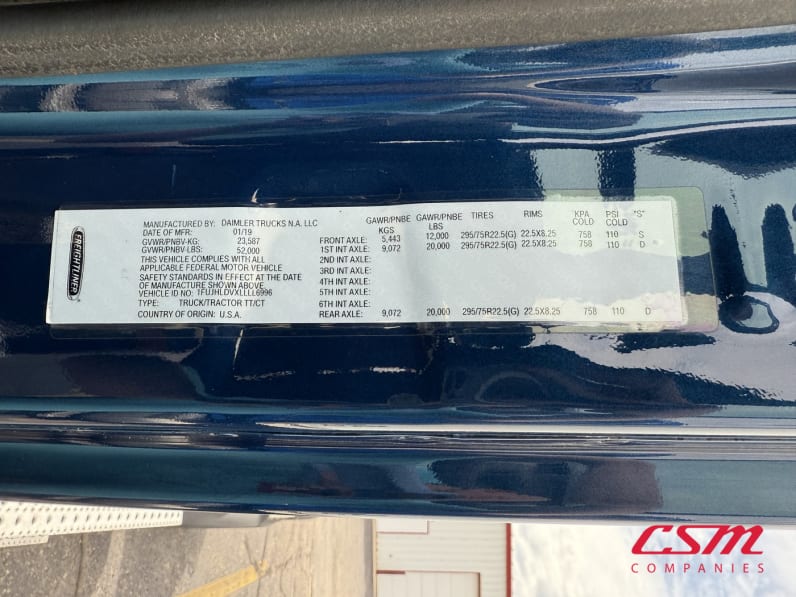 FREIGHTLINER
MANUFACTURED BY: DAIMLER TRUCKS N.A. LLC
DATE OF MFR: 01/19
GVWR/PNBV-KG: 23,587
GVWR/PNBV-LBS: 52,000
THIS VEHICLE COMPLIES WITH ALL
APPLICABLE FEDERAL MOTOR VEHICLE
SAFETY STANDARDS IN EFFECT AT THE DATE
OF MANUFACTURE SHOWN ABOVE.
VEHICLE ID NO: 1FUJHLDVXLLLL6996
TYPE: TRUCK/TRACTOR TT/CT
COUNTRY OF ORIGIN: U.S.A.
GAWR/PNBE KGS GAWR/PNBE LBS TIRES RIMS KPA COLD PSI COLD "S"
FRONT AXLE: 5,443 12,000 295/75R22.5(G) 22.5X8.25 758 110 S
1ST INT AXLE: 9,072 20,000 295/75R22.5(G) 22.5X8.25 758 110 D
2ND INT AXLE:
3RD INT AXLE:
4TH INT AXLE:
5TH INT AXLE:
6TH INT AXLE:
REAR AXLE: 9,072 20,000 295/75R22.5(G) 22.5X8.25 758 110 D
CSM
COMPANIES